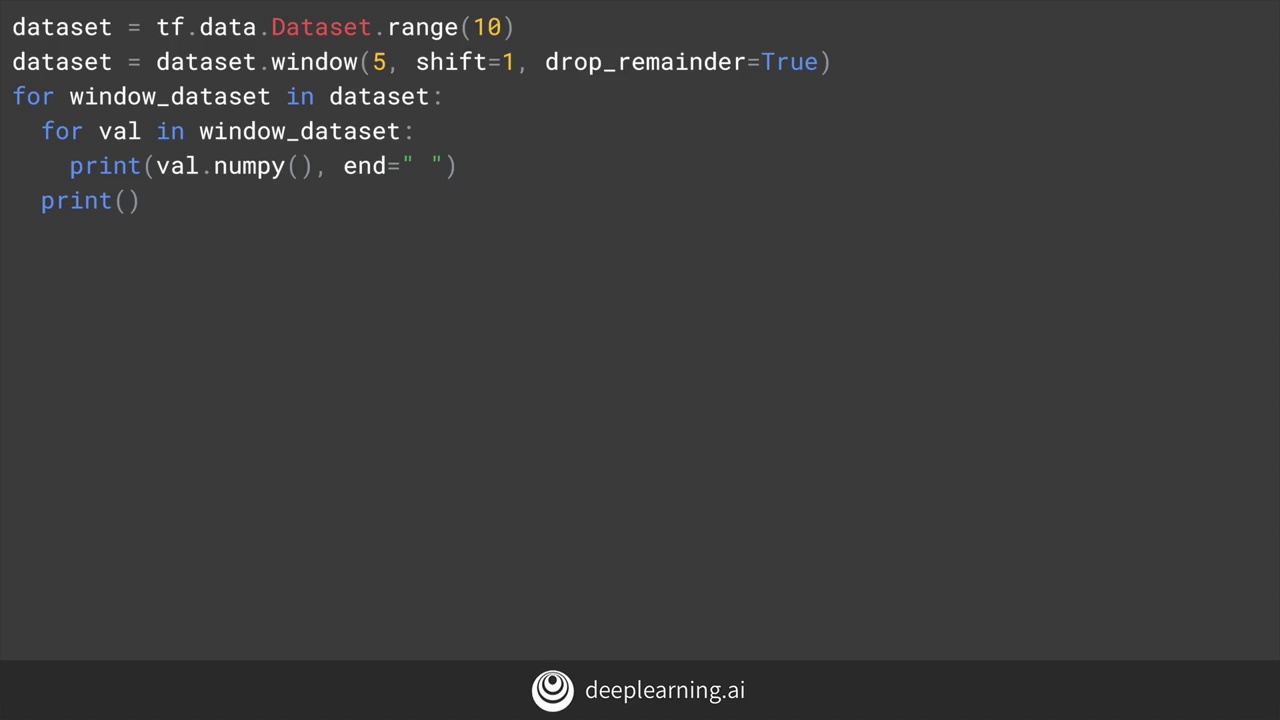 dataset = tf.data.Dataset.range(10)
dataset = dataset.window(5, shift=1, drop_remainder=True)
for window_dataset in dataset:
  for val in window_dataset:
    print(val.numpy(), end=" ")
  print()
deeplearning.ai